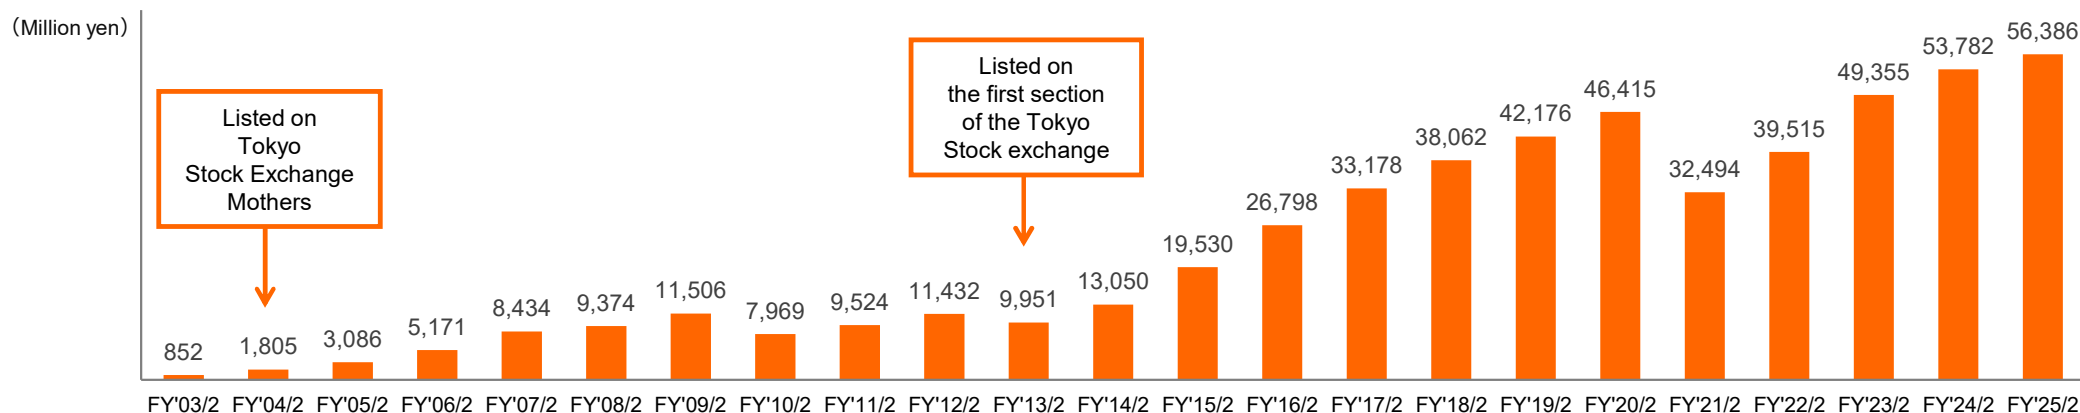 （Million yen）
Listed on
Tokyo
Stock Exchange
Mothers
Listed on
the first section
of the Tokyo
Stock exchange
852
1,805
3,086
5,171
8,434
9,374
11,506
7,969
9,524
11,432
9,951
13,050
19,530
26,798
33,178
38,062
42,176
46,415
32,494
39,515
49,355
53,782
56,386
FY'03/2 FY'04/2 FY'05/2 FY'06/2 FY'07/2 FY'08/2 FY'09/2 FY'10/2 FY'11/2 FY'12/2 FY'13/2 FY'14/2 FY'15/2 FY'16/2 FY'17/2 FY'18/2 FY'19/2 FY'20/2 FY'21/2 FY'22/2 FY'23/2 FY'24/2 FY'25/2